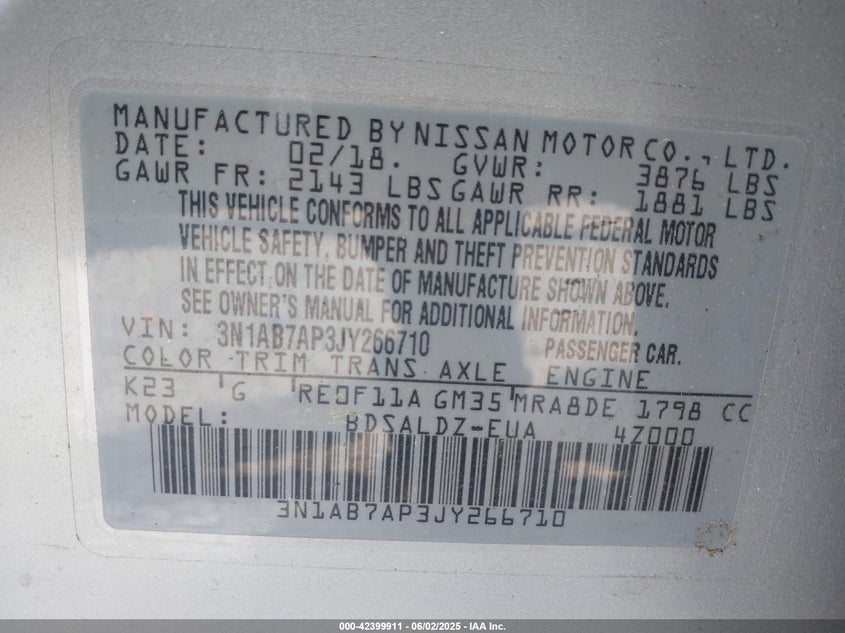 MANUFACTURED BY NISSAN MOTOR CO., LTD.
DATE: 02/18. GVWR: 3876 LBS
GAWR FR: 2143 LBS GAWR RR: 1881 LBS
THIS VEHICLE CONFORMS TO ALL APPLICABLE FEDERAL MOTOR
VEHICLE SAFETY, BUMPER AND THEFT PREVENTION STANDARDS
IN EFFECT ON THE DATE OF MANUFACTURE SHOWN ABOVE.
SEE OWNER'S MANUAL FOR ADDITIONAL INFORMATION.
VIN: 3N1AB7AP3JY266710 PASSENGER CAR.
COLOR TRIM TRANS AXLE ENGINE
K23 G RE0F11A GM35 MRA8DE 1798 CC
MODEL: BDSALDZ-EUA 4Z000
3N1AB7AP3JY266710
000-42399911 - 06/02/2025 - IAA Inc.